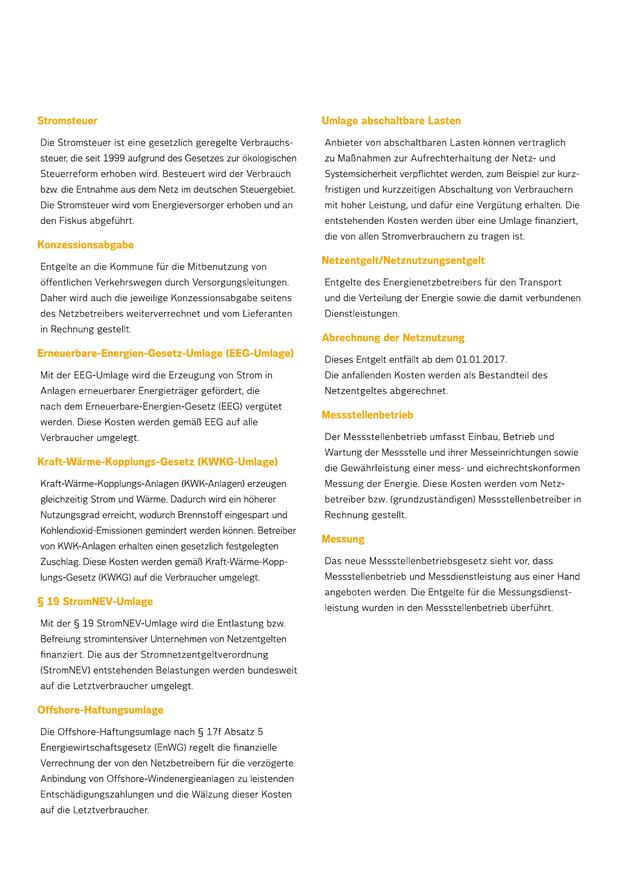 Stromsteuer
Die Stromsteuer ist eine gesetzlich geregelte Verbrauchs-
steuer, die seit 1999 aufgrund des Gesetzes zur ökologischen
Steuerreform erhoben wird. Besteuert wird der Verbrauch
bzw. die Entnahme aus dem Netz im deutschen Steuergebiet.
Die Stromsteuer wird vom Energieversorger erhoben und an
den Fiskus abgeführt.
Konzessionsabgabe
Entgelte an die Kommune für die Mitbenutzung von
öffentlichen Verkehrswegen durch Versorgungsleitungen.
Daher wird auch die jeweilige Konzessionsabgabe seitens
des Netzbetreibers weiterverrechnet und vom Lieferanten
in Rechnung gestellt.
Erneuerbare-Energien-Gesetz-Umlage (EEG-Umlage)
Mit der EEG-Umlage wird die Erzeugung von Strom in
Anlagen erneuerbarer Energieträger gefördert, die
nach dem Erneuerbare-Energien-Gesetz (EEG) vergütet
werden. Diese Kosten werden gemäß EEG auf alle
Verbraucher umgelegt.
Kraft-Wärme-Kopplungs-Gesetz (KWKG-Umlage)
Kraft-Wärme-Kopplungs-Anlagen (KWK-Anlagen) erzeugen
gleichzeitig Strom und Wärme. Dadurch wird ein höherer
Nutzungsgrad erreicht, wodurch Brennstoff eingespart und
Kohlendioxid-Emissionen gemindert werden können. Betreiber
von KWK-Anlagen erhalten einen gesetzlich festgelegten
Zuschlag. Diese Kosten werden gemäß Kraft-Wärme-Kopp-
lungs-Gesetz (KWKG) auf die Verbraucher umgelegt.
§ 19 StromNEV-Umlage
Mit der § 19 StromNEV-Umlage wird die Entlastung bzw.
Befreiung stromintensiver Unternehmen von Netzentgelten
finanziert. Die aus der Stromnetzentgeltverordnung
(StromNEV) entstehenden Belastungen werden bundesweit
auf die Letztverbraucher umgelegt.
Offshore-Haftungsumlage
Die Offshore-Haftungsumlage nach § 17f Absatz 5
Energiewirtschaftsgesetz (EnWG) regelt die finanzielle
Verrechnung der von den Netzbetreibern für die verzögerte
Anbindung von Offshore-Windenergieanlagen zu leistenden
Entschädigungszahlungen und die Wälzung dieser Kosten
auf die Letztverbraucher.
Umlage abschaltbare Lasten
Anbieter von abschaltbaren Lasten können vertraglich
zu Maßnahmen zur Aufrechterhaltung der Netz- und
Systemsicherheit verpflichtet werden, zum Beispiel zur kurz-
fristigen und kurzzeitigen Abschaltung von Verbrauchern
mit hoher Leistung, und dafür eine Vergütung erhalten. Die
entstehenden Kosten werden über eine Umlage finanziert,
die von allen Stromverbrauchern zu tragen ist.
Netzentgelt/Netznutzungsentgelt
Entgelte des Energienetzbetreibers für den Transport
und die Verteilung der Energie sowie die damit verbundenen
Dienstleistungen.
Abrechnung der Netznutzung
Dieses Entgelt entfällt ab dem 01.01.2017.
Die anfallenden Kosten werden als Bestandteil des
Netzentgeltes abgerechnet.
Messstellenbetrieb
Der Messstellenbetrieb umfasst Einbau, Betrieb und
Wartung der Messstelle und ihrer Messeinrichtungen sowie
die Gewährleistung einer mess- und eichrechtskonformen
Messung der Energie. Diese Kosten werden vom Netz-
betreiber bzw. (grundzuständigen) Messstellenbetreiber in
Rechnung gestellt.
Messung
Das neue Messstellenbetriebsgesetz sieht vor, dass
Messstellenbetrieb und Messdienstleistung aus einer Hand
angeboten werden. Die Entgelte für die Messungsdienst-
leistung wurden in den Messstellenbetrieb überführt.